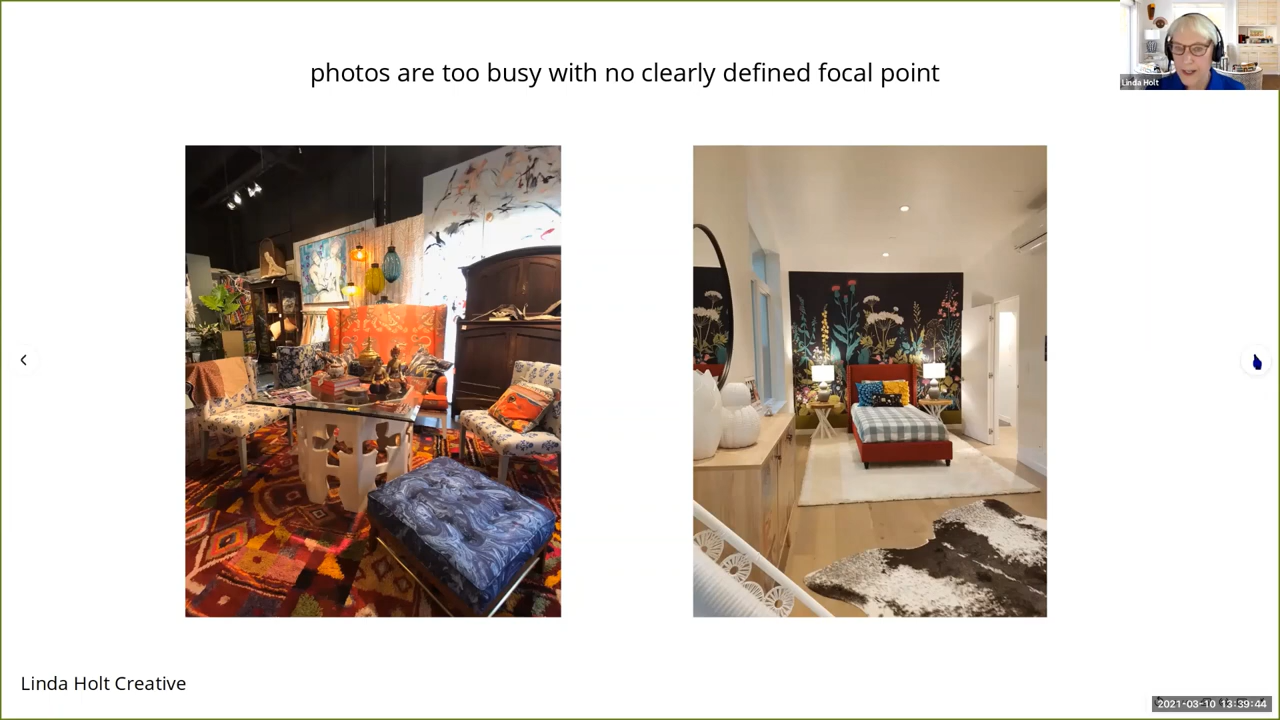 photos are too busy with no clearly defined focal point
Linda Holt
Linda Holt Creative
2021-03-10 13:39:44